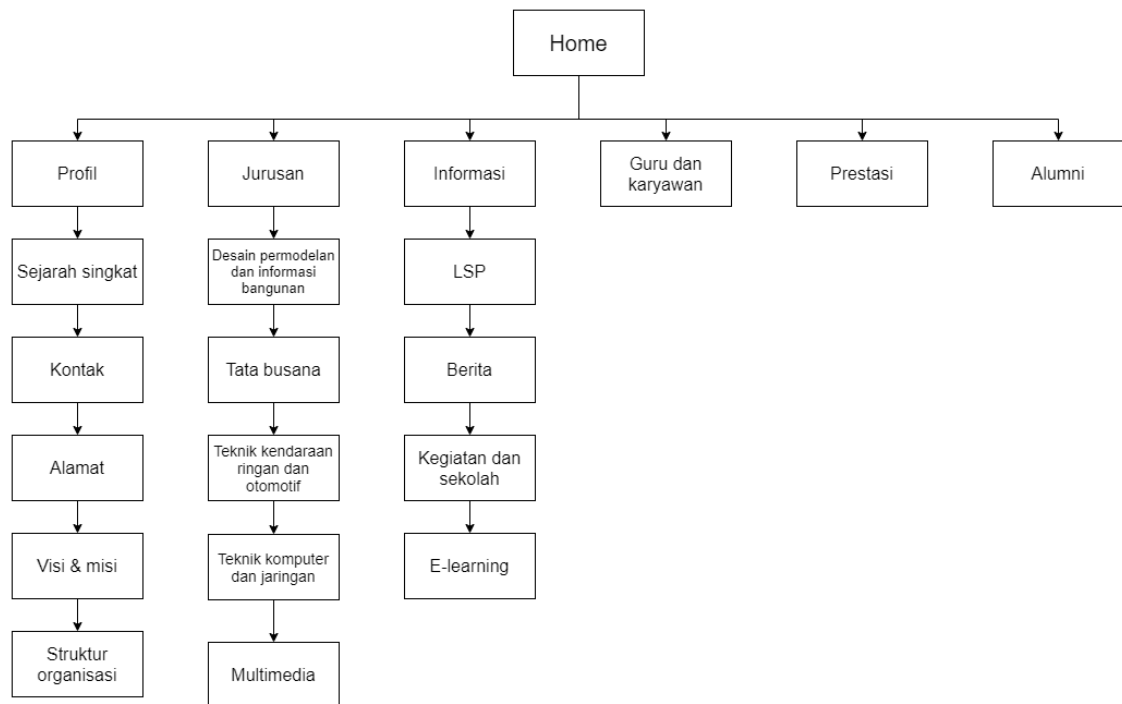 Home
Profil
Jurusan
Informasi
Guru dan
karyawan
Prestasi
Alumni
Sejarah singkat
Desain permodelan
dan informasi
bangunan
LSP
Kontak
Tata busana
Berita
Alamat
Teknik kendaraan
ringan dan
otomotif
Kegiatan dan
sekolah
Visi & misi
Teknik komputer
dan jaringan
E-learning
Struktur
organisasi
Multimedia